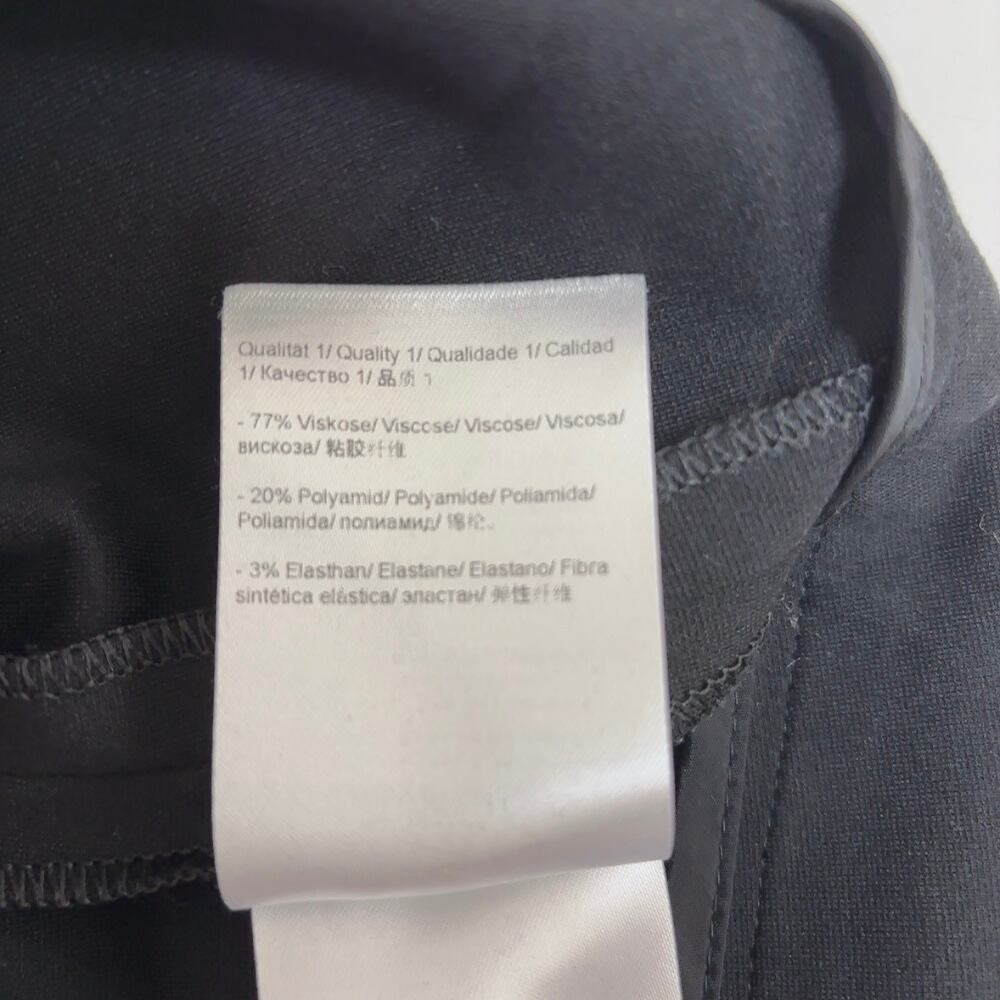 Qualität 1/ Quality 1/ Qualidade 1/ Calidad
1/ Качество 1/ 品质 1
- 77% Viskose/ Viscose/ Viscose/ Viscosa/
вискоза/ 粘胶纤维
- 20% Polyamid/ Polyamide/ Poliamida/
Poliamida/ полиамид/ 锦纶。
- 3% Elasthan/ Elastane/ Elastano/ Fibra
sintética elástica/ эластан/ 弹性纤维